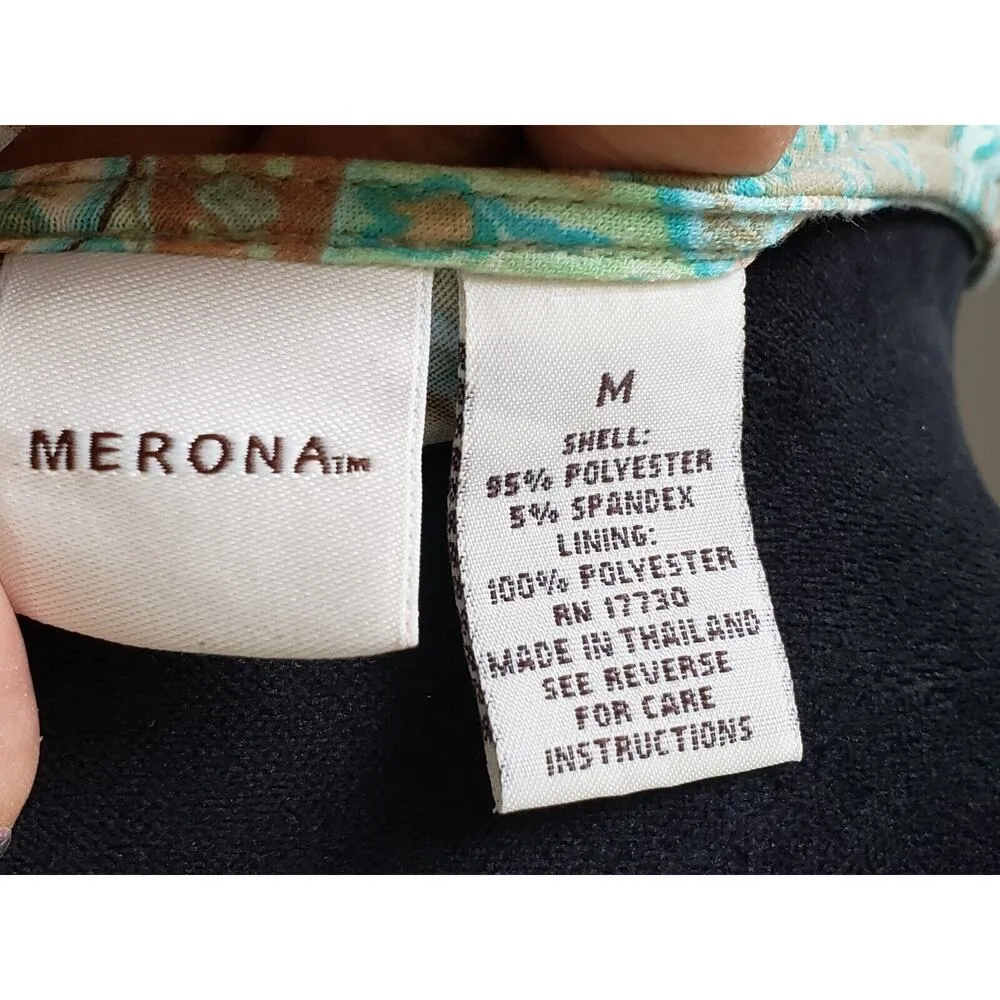 MERONA™
M
SHELL:
95% POLYESTER
5% SPANDEX
LINING:
100% POLYESTER
RN 17730
MADE IN THAILAND
SEE REVERSE
FOR CARE
INSTRUCTIONS